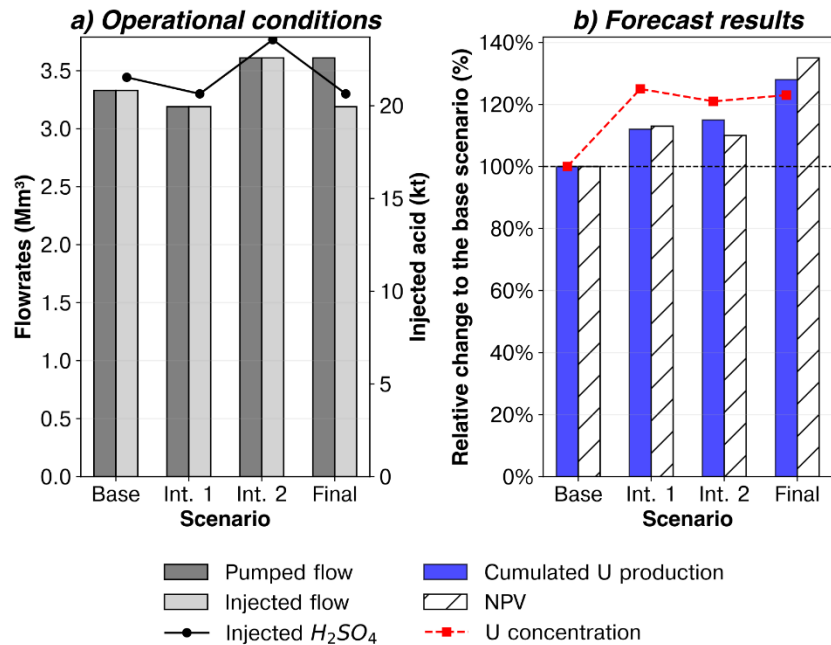 a) Operational conditions
b) Forecast results
Flowrates (Mm³)
3.5
3.0
2.5
2.0
1.5
1.0
0.5
0.0
Base
Int. 1
Int. 2
Final
Scenario
Injected acid (kt)
20
15
10
5
0
Relative change to the base scenario (%)
140%
120%
100%
80%
60%
40%
20%
0%
Base
Int. 1
Int. 2
Final
Scenario
Pumped flow
Injected flow
Injected H₂SO₄
Cumulated U production
NPV
U concentration